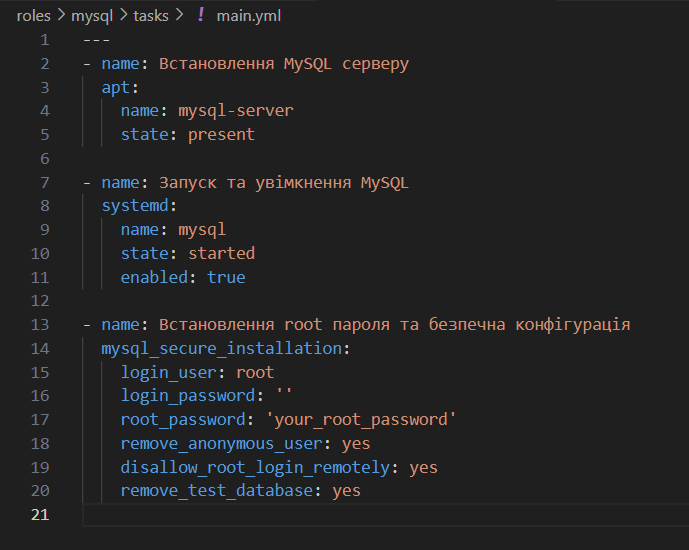 roles > mysql > tasks > ! main.yml
1 ---
2 - name: Встановлення MySQL серверу
3   apt:
4     name: mysql-server
5     state: present
6
7 - name: Запуск та увімкнення MySQL
8   systemd:
9     name: mysql
10     state: started
11     enabled: true
12
13 - name: Встановлення root пароля та безпечна конфігурація
14   mysql_secure_installation:
15     login_user: root
16     login_password: ''
17     root_password: 'your_root_password'
18     remove_anonymous_user: yes
19     disallow_root_login_remotely: yes
20     remove_test_database: yes
21